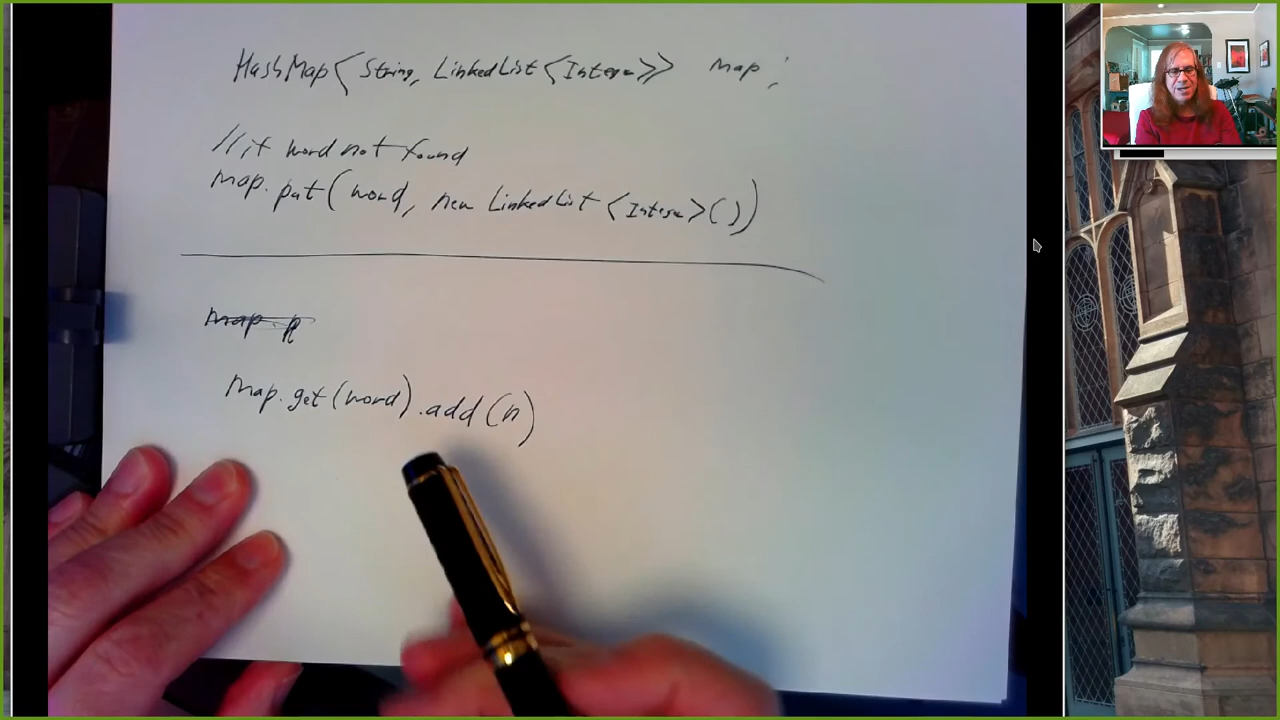 HashMap<String, LinkedList<Integer>> map;
//if word not found
map.put(word, new LinkedList<Integer>())
map.p
map.get(word).add(n)